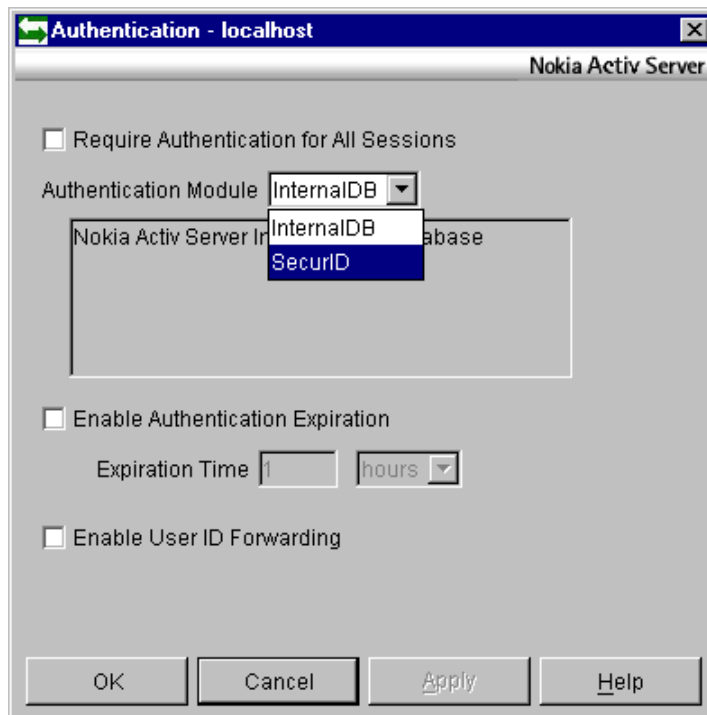 Authentication - localhost
Nokia Activ Server
Require Authentication for All Sessions
Authentication Module InternalDB
InternalDB
SecurID
Nokia Activ Server In abase
Enable Authentication Expiration
Expiration Time 1 hours
Enable User ID Forwarding
OK Cancel Apply Help